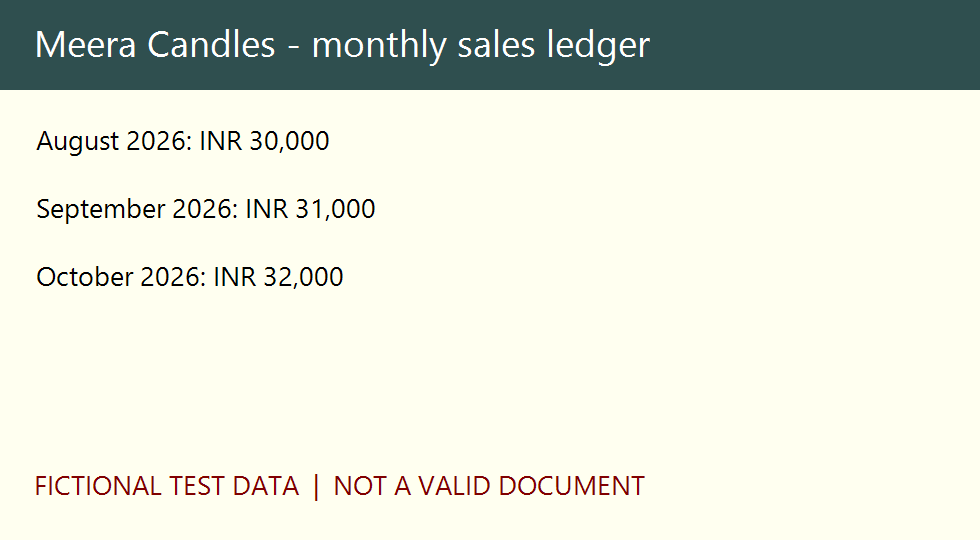 Meera Candles - monthly sales ledger
August 2026: INR 30,000
September 2026: INR 31,000
October 2026: INR 32,000
FICTIONAL TEST DATA | NOT A VALID DOCUMENT